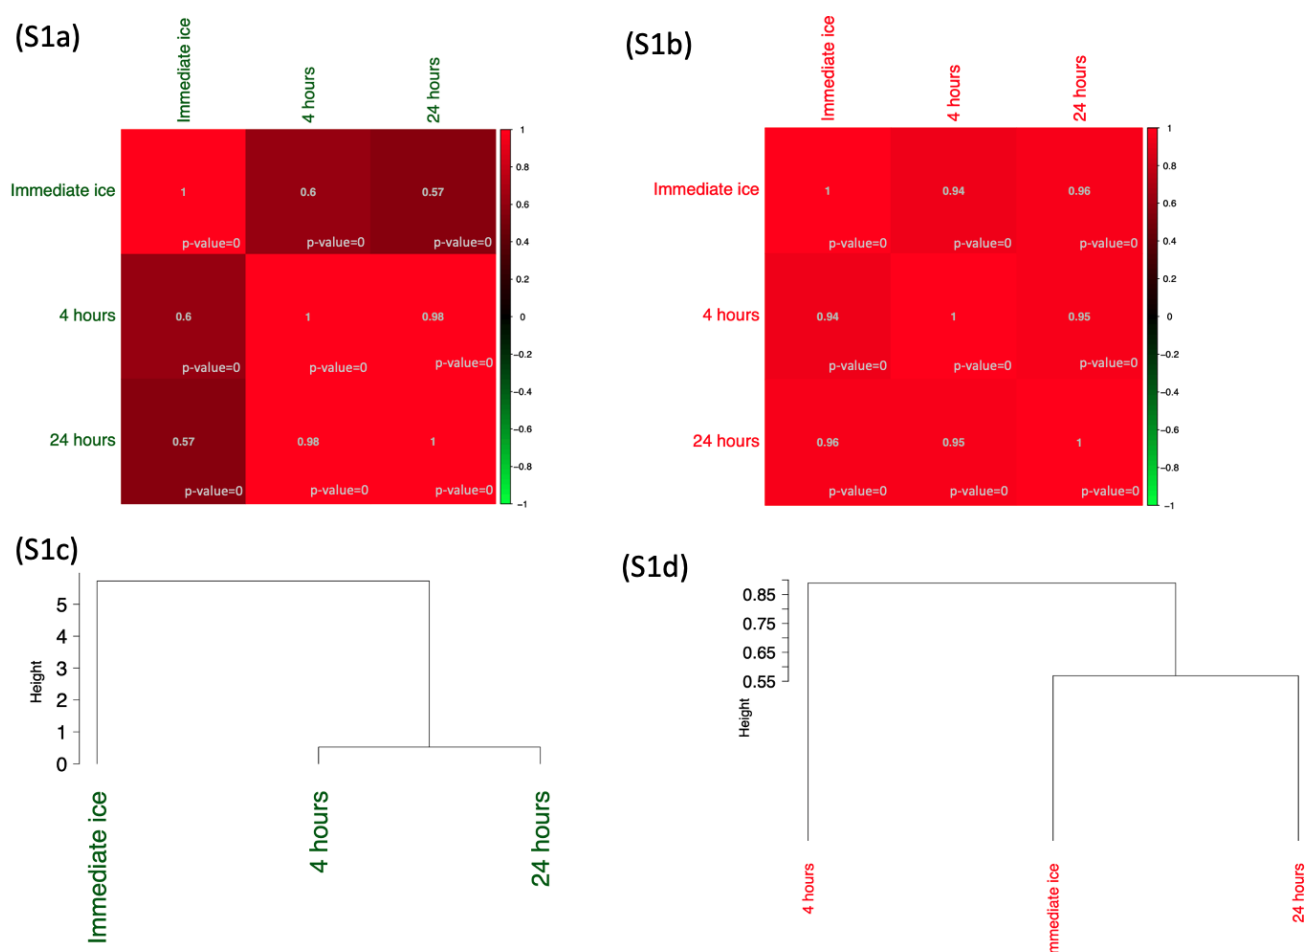 (S1a)
Immediate ice
4 hours
24 hours
Immediate ice
1
0.6
0.57
p-value=0
p-value=0
p-value=0
4 hours
0.6
1
0.98
p-value=0
p-value=0
p-value=0
24 hours
0.57
0.98
1
p-value=0
p-value=0
p-value=0
1
0.8
0.6
0.4
0.2
0
−0.2
−0.4
−0.6
−0.8
−1
(S1b)
Immediate ice
4 hours
24 hours
Immediate ice
1
0.94
0.96
p-value=0
p-value=0
p-value=0
4 hours
0.94
1
0.95
p-value=0
p-value=0
p-value=0
24 hours
0.96
0.95
1
p-value=0
p-value=0
p-value=0
1
0.8
0.6
0.4
0.2
0
−0.2
−0.4
−0.6
−0.8
−1
(S1c)
Height
5
4
3
2
1
0
Immediate ice
4 hours
24 hours
(S1d)
Height
0.85
0.75
0.65
0.55
4 hours
mmediate ice
24 hours